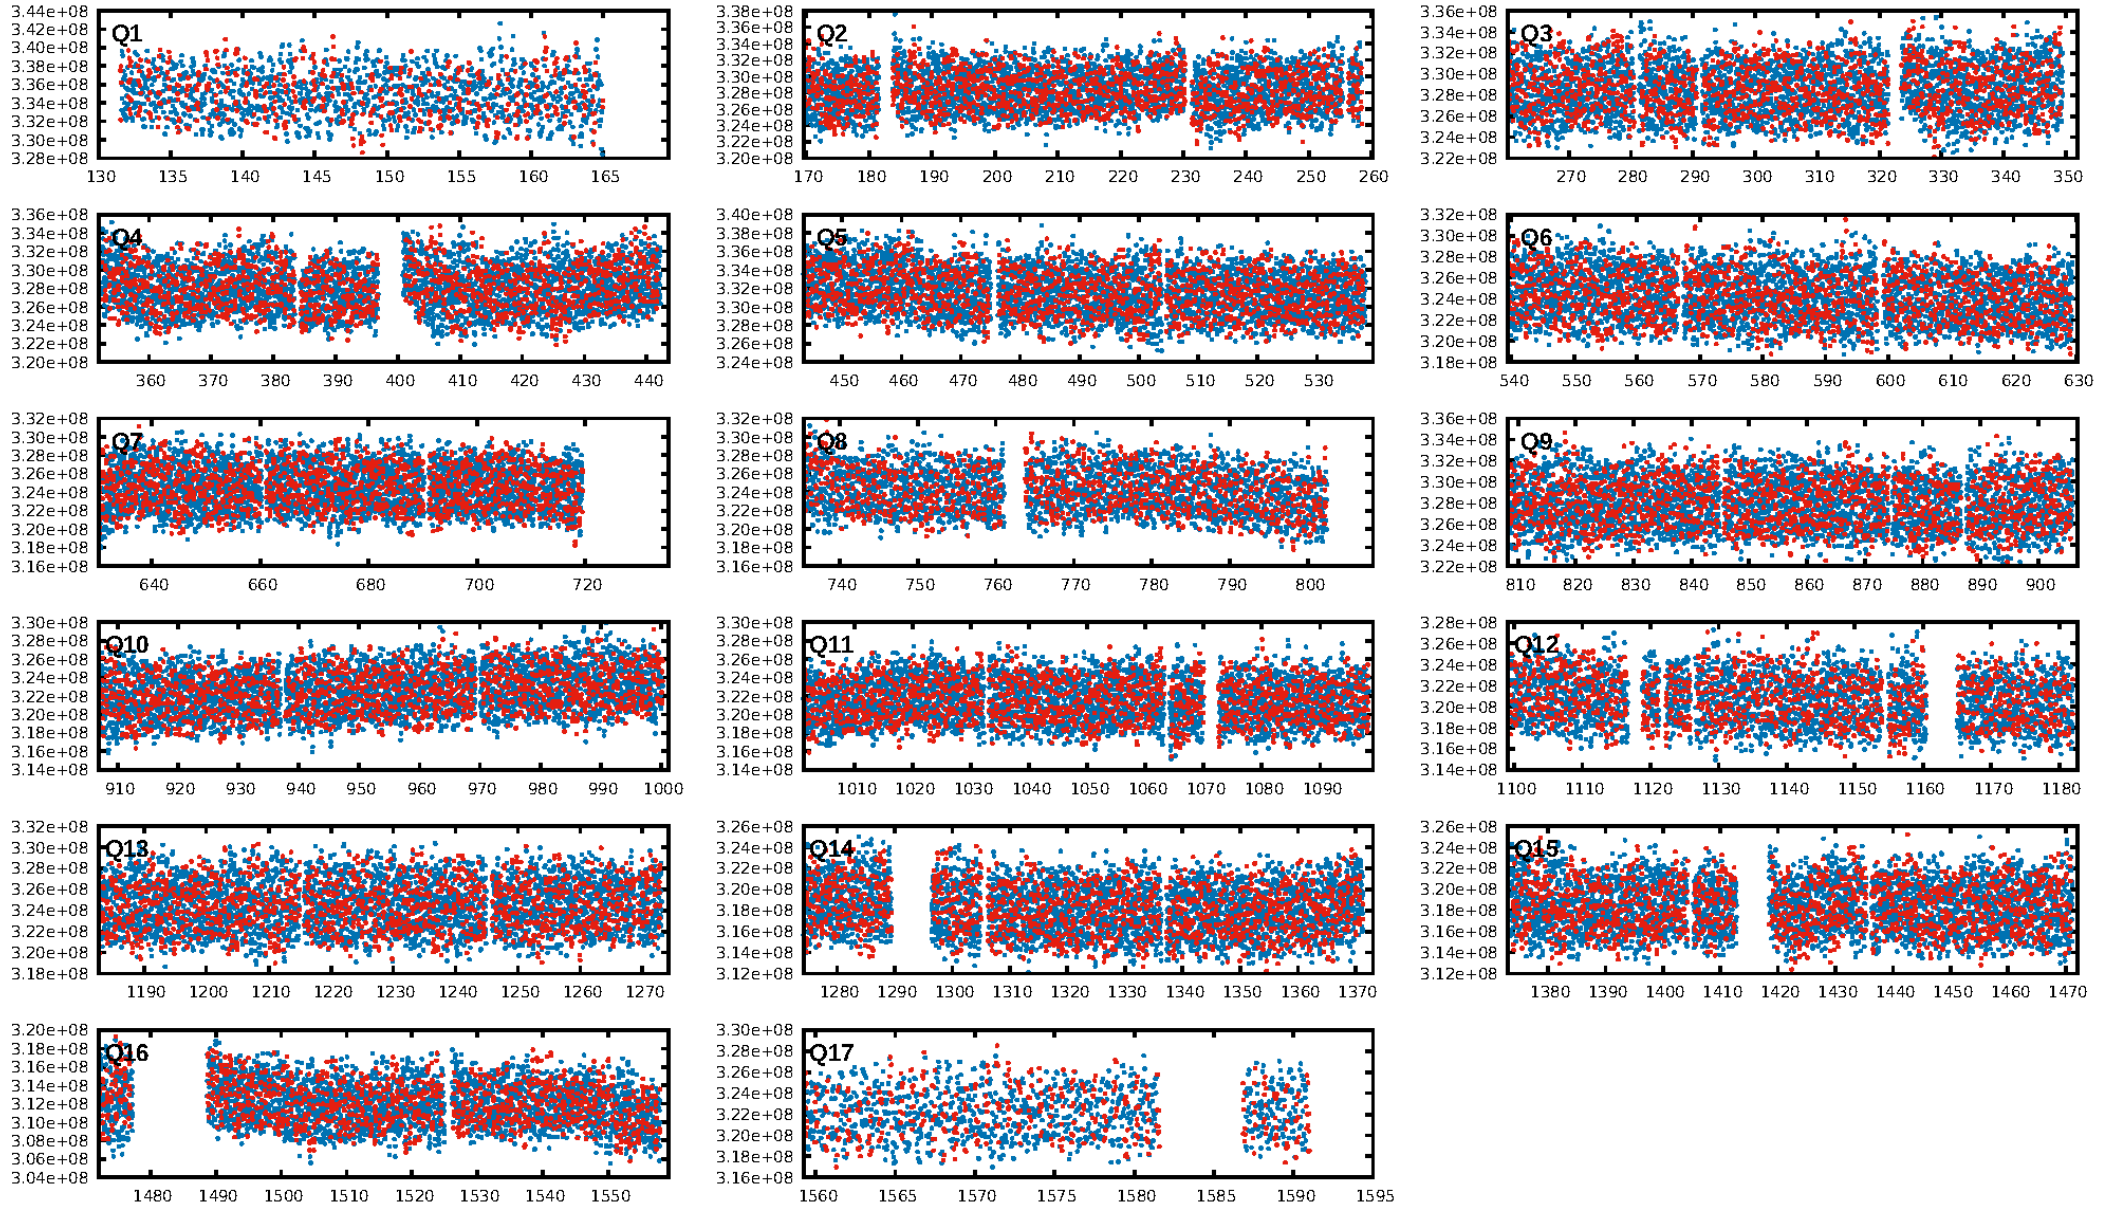 3.44e+08
3.42e+08
3.40e+08
3.38e+08
3.36e+08
3.34e+08
3.32e+08
3.30e+08
3.28e+08
Q1
130 135 140 145 150 155 160 165
3.38e+08
3.36e+08
3.34e+08
3.32e+08
3.30e+08
3.28e+08
3.26e+08
3.24e+08
3.22e+08
3.20e+08
Q2
170 180 190 200 210 220 230 240 250 260
3.36e+08
3.34e+08
3.32e+08
3.30e+08
3.28e+08
3.26e+08
3.24e+08
3.22e+08
Q3
270 280 290 300 310 320 330 340 350
3.36e+08
3.34e+08
3.32e+08
3.30e+08
3.28e+08
3.26e+08
3.24e+08
3.22e+08
3.20e+08
Q4
360 370 380 390 400 410 420 430 440
3.40e+08
3.38e+08
3.36e+08
3.34e+08
3.32e+08
3.30e+08
3.28e+08
3.26e+08
3.24e+08
Q5
450 460 470 480 490 500 510 520 530
3.32e+08
3.30e+08
3.28e+08
3.26e+08
3.24e+08
3.22e+08
3.20e+08
3.18e+08
Q6
540 550 560 570 580 590 600 610 620 630
3.32e+08
3.30e+08
3.28e+08
3.26e+08
3.24e+08
3.22e+08
3.20e+08
3.18e+08
3.16e+08
Q7
640 660 680 700 720
3.32e+08
3.30e+08
3.28e+08
3.26e+08
3.24e+08
3.22e+08
3.20e+08
3.18e+08
3.16e+08
Q8
740 750 760 770 780 790 800
3.36e+08
3.34e+08
3.32e+08
3.30e+08
3.28e+08
3.26e+08
3.24e+08
3.22e+08
Q9
810 820 830 840 850 860 870 880 890 900
3.30e+08
3.28e+08
3.26e+08
3.24e+08
3.22e+08
3.20e+08
3.18e+08
3.16e+08
3.14e+08
Q10
910 920 930 940 950 960 970 980 990 1000
3.30e+08
3.28e+08
3.26e+08
3.24e+08
3.22e+08
3.20e+08
3.18e+08
3.16e+08
3.14e+08
Q11
1010 1020 1030 1040 1050 1060 1070 1080 1090
3.28e+08
3.26e+08
3.24e+08
3.22e+08
3.20e+08
3.18e+08
3.16e+08
3.14e+08
Q12
1100 1110 1120 1130 1140 1150 1160 1170 1180
3.32e+08
3.30e+08
3.28e+08
3.26e+08
3.24e+08
3.22e+08
3.20e+08
3.18e+08
Q13
1190 1200 1210 1220 1230 1240 1250 1260 1270
3.26e+08
3.24e+08
3.22e+08
3.20e+08
3.18e+08
3.16e+08
3.14e+08
3.12e+08
Q14
1280 1290 1300 1310 1320 1330 1340 1350 1360 1370
3.26e+08
3.24e+08
3.22e+08
3.20e+08
3.18e+08
3.16e+08
3.14e+08
3.12e+08
Q15
1380 1390 1400 1410 1420 1430 1440 1450 1460 1470
3.20e+08
3.18e+08
3.16e+08
3.14e+08
3.12e+08
3.10e+08
3.08e+08
3.06e+08
3.04e+08
Q16
1480 1490 1500 1510 1520 1530 1540 1550
3.30e+08
3.28e+08
3.26e+08
3.24e+08
3.22e+08
3.20e+08
3.18e+08
3.16e+08
Q17
1560 1565 1570 1575 1580 1585 1590 1595